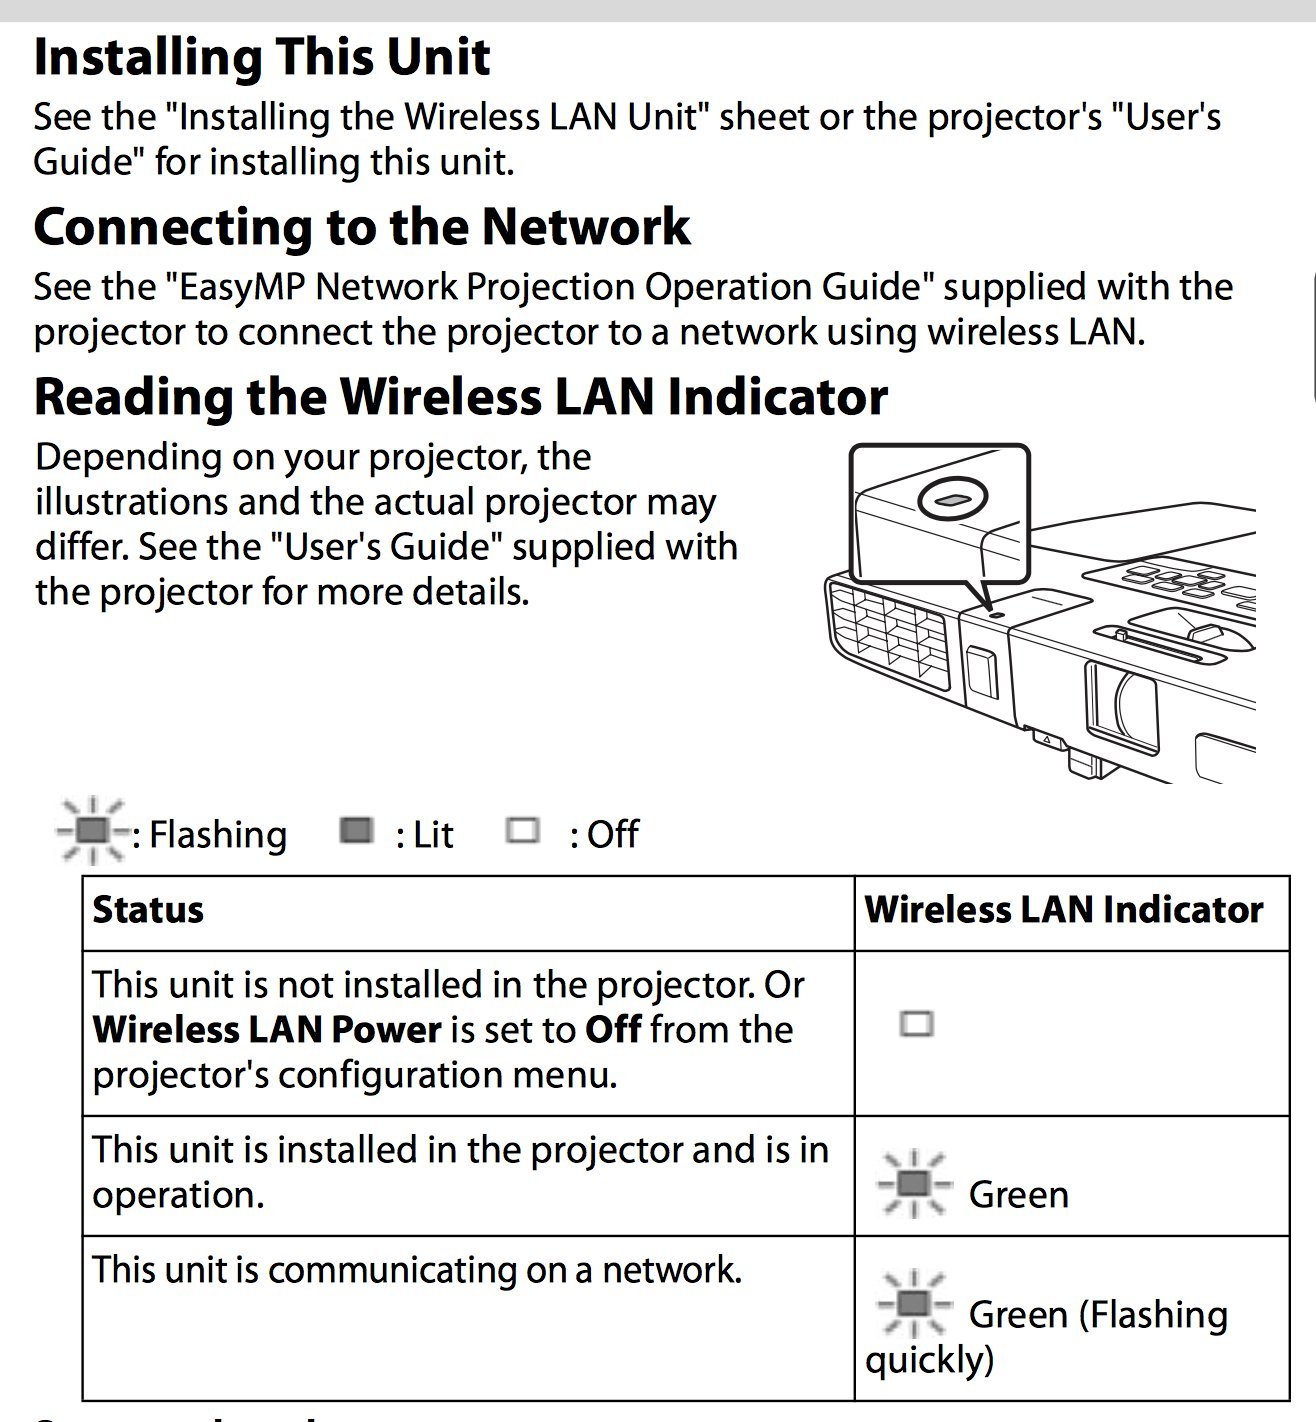 Installing This Unit
See the "Installing the Wireless LAN Unit" sheet or the projector's "User's
Guide" for installing this unit.
Connecting to the Network
See the "EasyMP Network Projection Operation Guide" supplied with the
projector to connect the projector to a network using wireless LAN.
Reading the Wireless LAN Indicator
Depending on your projector, the
illustrations and the actual projector may
differ. See the "User's Guide" supplied with
the projector for more details.
: Flashing : Lit : Off
Status Wireless LAN Indicator
This unit is not installed in the projector. Or
Wireless LAN Power is set to Off from the
projector's configuration menu.
This unit is installed in the projector and is in
operation.
Green
This unit is communicating on a network.
Green (Flashing
quickly)